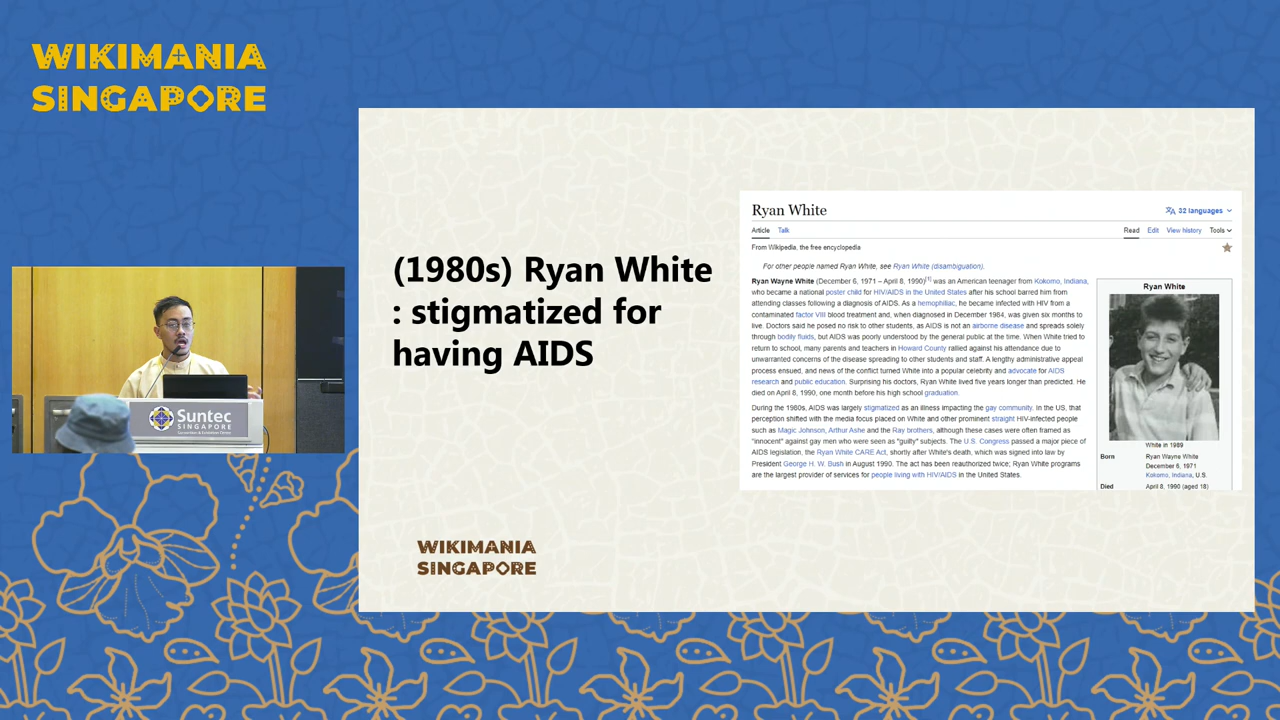 WIKIMANIA
SINGAPORE
(1980s) Ryan White
: stigmatized for
having AIDS
Ryan White
32 languages
Article Talk
Read Edit View history Tools
From Wikipedia, the free encyclopedia
For other people named Ryan White, see Ryan White (disambiguation).
Ryan Wayne White (December 6, 1971 – April 8, 1990)[1] was an American teenager from Kokomo, Indiana,
who became a national poster child for HIV/AIDS in the United States after his school barred him from
attending classes following a diagnosis of AIDS. As a hemophiliac, he became infected with HIV from a
contaminated factor VIII blood treatment and, when diagnosed in December 1984, was given six months to
live. Doctors said he posed no risk to other students, as AIDS is not an airborne disease and spreads solely
through bodily fluids, but AIDS was poorly understood by the general public at the time. When White tried to
return to school, many parents and teachers in Howard County rallied against his attendance due to
unwarranted concerns of the disease spreading to other students and staff. A lengthy administrative appeal
process ensued, and news of the conflict turned White into a popular celebrity and advocate for AIDS
research and public education. Surprising his doctors, Ryan White lived five years longer than predicted. He
died on April 8, 1990, one month before his high school graduation.
During the 1980s, AIDS was largely stigmatized as an illness impacting the gay community. In the US, that
perception shifted with the media focus placed on White and other prominent straight HIV-infected people
such as Magic Johnson, Arthur Ashe and the Ray brothers, although these cases were often framed as
"innocent" against gay men who were seen as "guilty" subjects. The U.S. Congress passed a major piece of
AIDS legislation, the Ryan White CARE Act, shortly after White's death, which was signed into law by
President George H. W. Bush in August 1990. The act has been reauthorized twice; Ryan White programs
are the largest provider of services for people living with HIV/AIDS in the United States.
Ryan White
White in 1989
Born Ryan Wayne White
December 6, 1971
Kokomo, Indiana, U.S.
Died April 8, 1990 (aged 18)
Suntec
SINGAPORE
WIKIMANIA
SINGAPORE